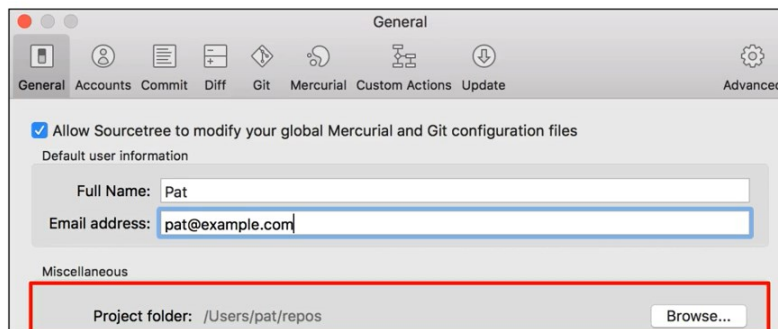 General
General Accounts Commit Diff Git Mercurial Custom Actions Update Advanced
Allow Sourcetree to modify your global Mercurial and Git configuration files
Default user information
Full Name: Pat
Email address: pat@example.com
Miscellaneous
Project folder: /Users/pat/repos Browse...